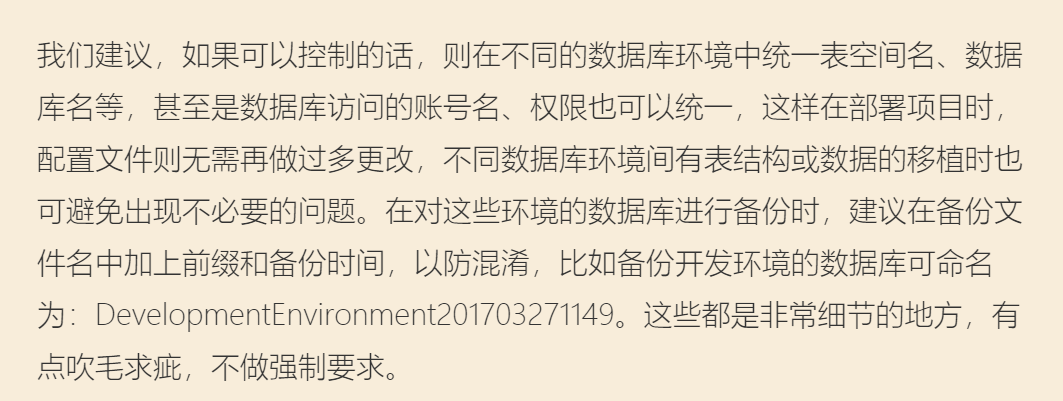 我们建议，如果可以控制的话，则在不同的数据库环境中统一表空间名、数据
库名等，甚至是数据库访问的账号名、权限也可以统一，这样在部署项目时，
配置文件则无需再做过多更改，不同数据库环境间有表结构或数据的移植时也
可避免出现不必要的问题。在对这些环境的数据库进行备份时，建议在备份文
件名中加上前缀和备份时间，以防混淆，比如备份开发环境的数据库可命名
为：DevelopmentEnvironment201703271149。这些都是非常细节的地方，有
点吹毛求疵，不做强制要求。